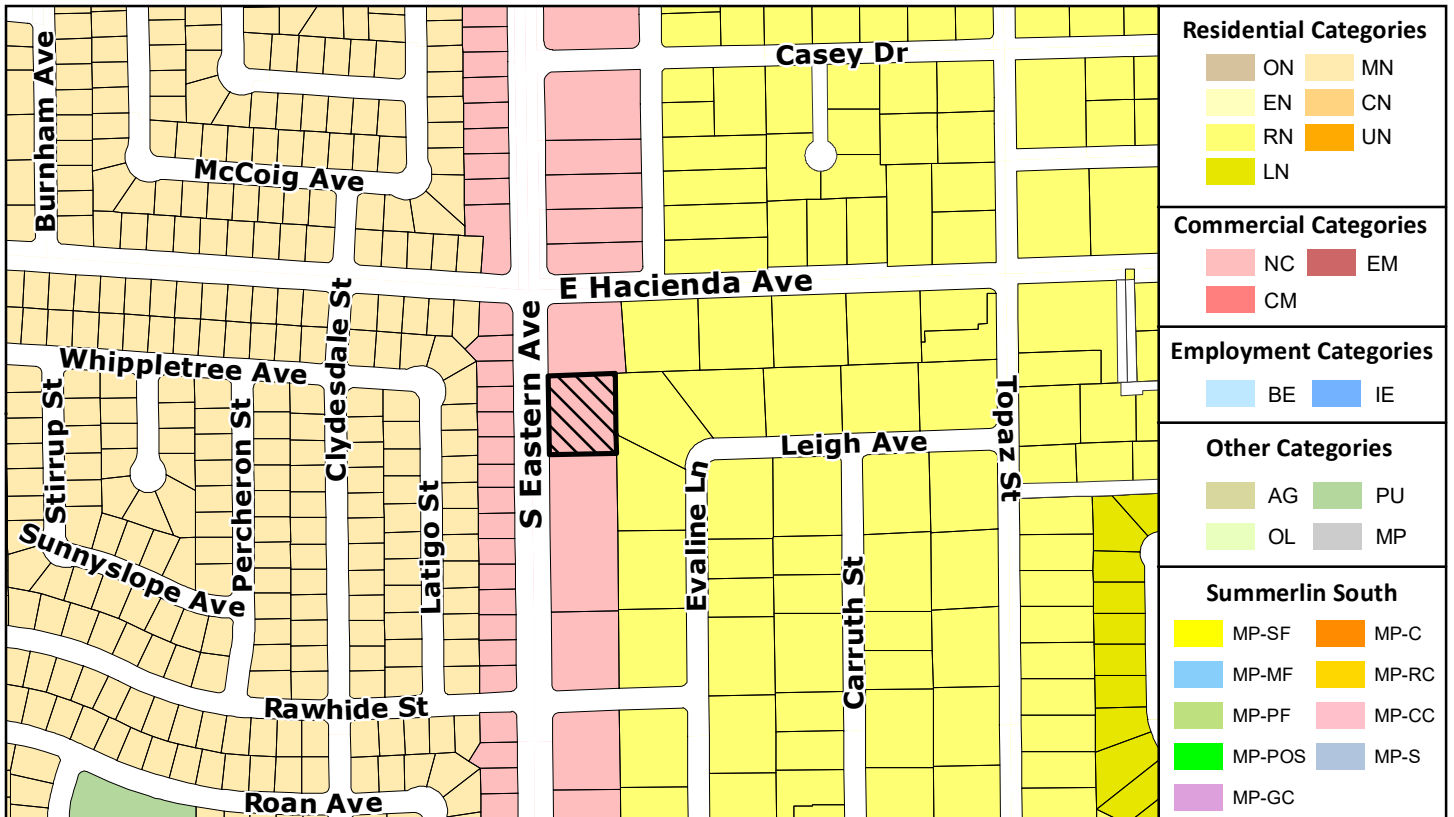 Casey Dr
Burnham Ave
McCoig Ave
E Hacienda Ave
Clydesdale St
S Eastern Ave
Whippletree Ave
Stirrup St
Percheron St
Topaz St
Leigh Ave
Latigo St
Evaline Ln
Sunnyslope Ave
Carruth St
Rawhide St
Roan Ave
Residential Categories
ON MN
EN CN
RN UN
LN
Commercial Categories
NC EM
CM
Employment Categories
BE IE
Other Categories
AG PU
OL MP
Summerlin South
MP-SF MP-C
MP-MF MP-RC
MP-PF MP-CC
MP-POS MP-S
MP-GC